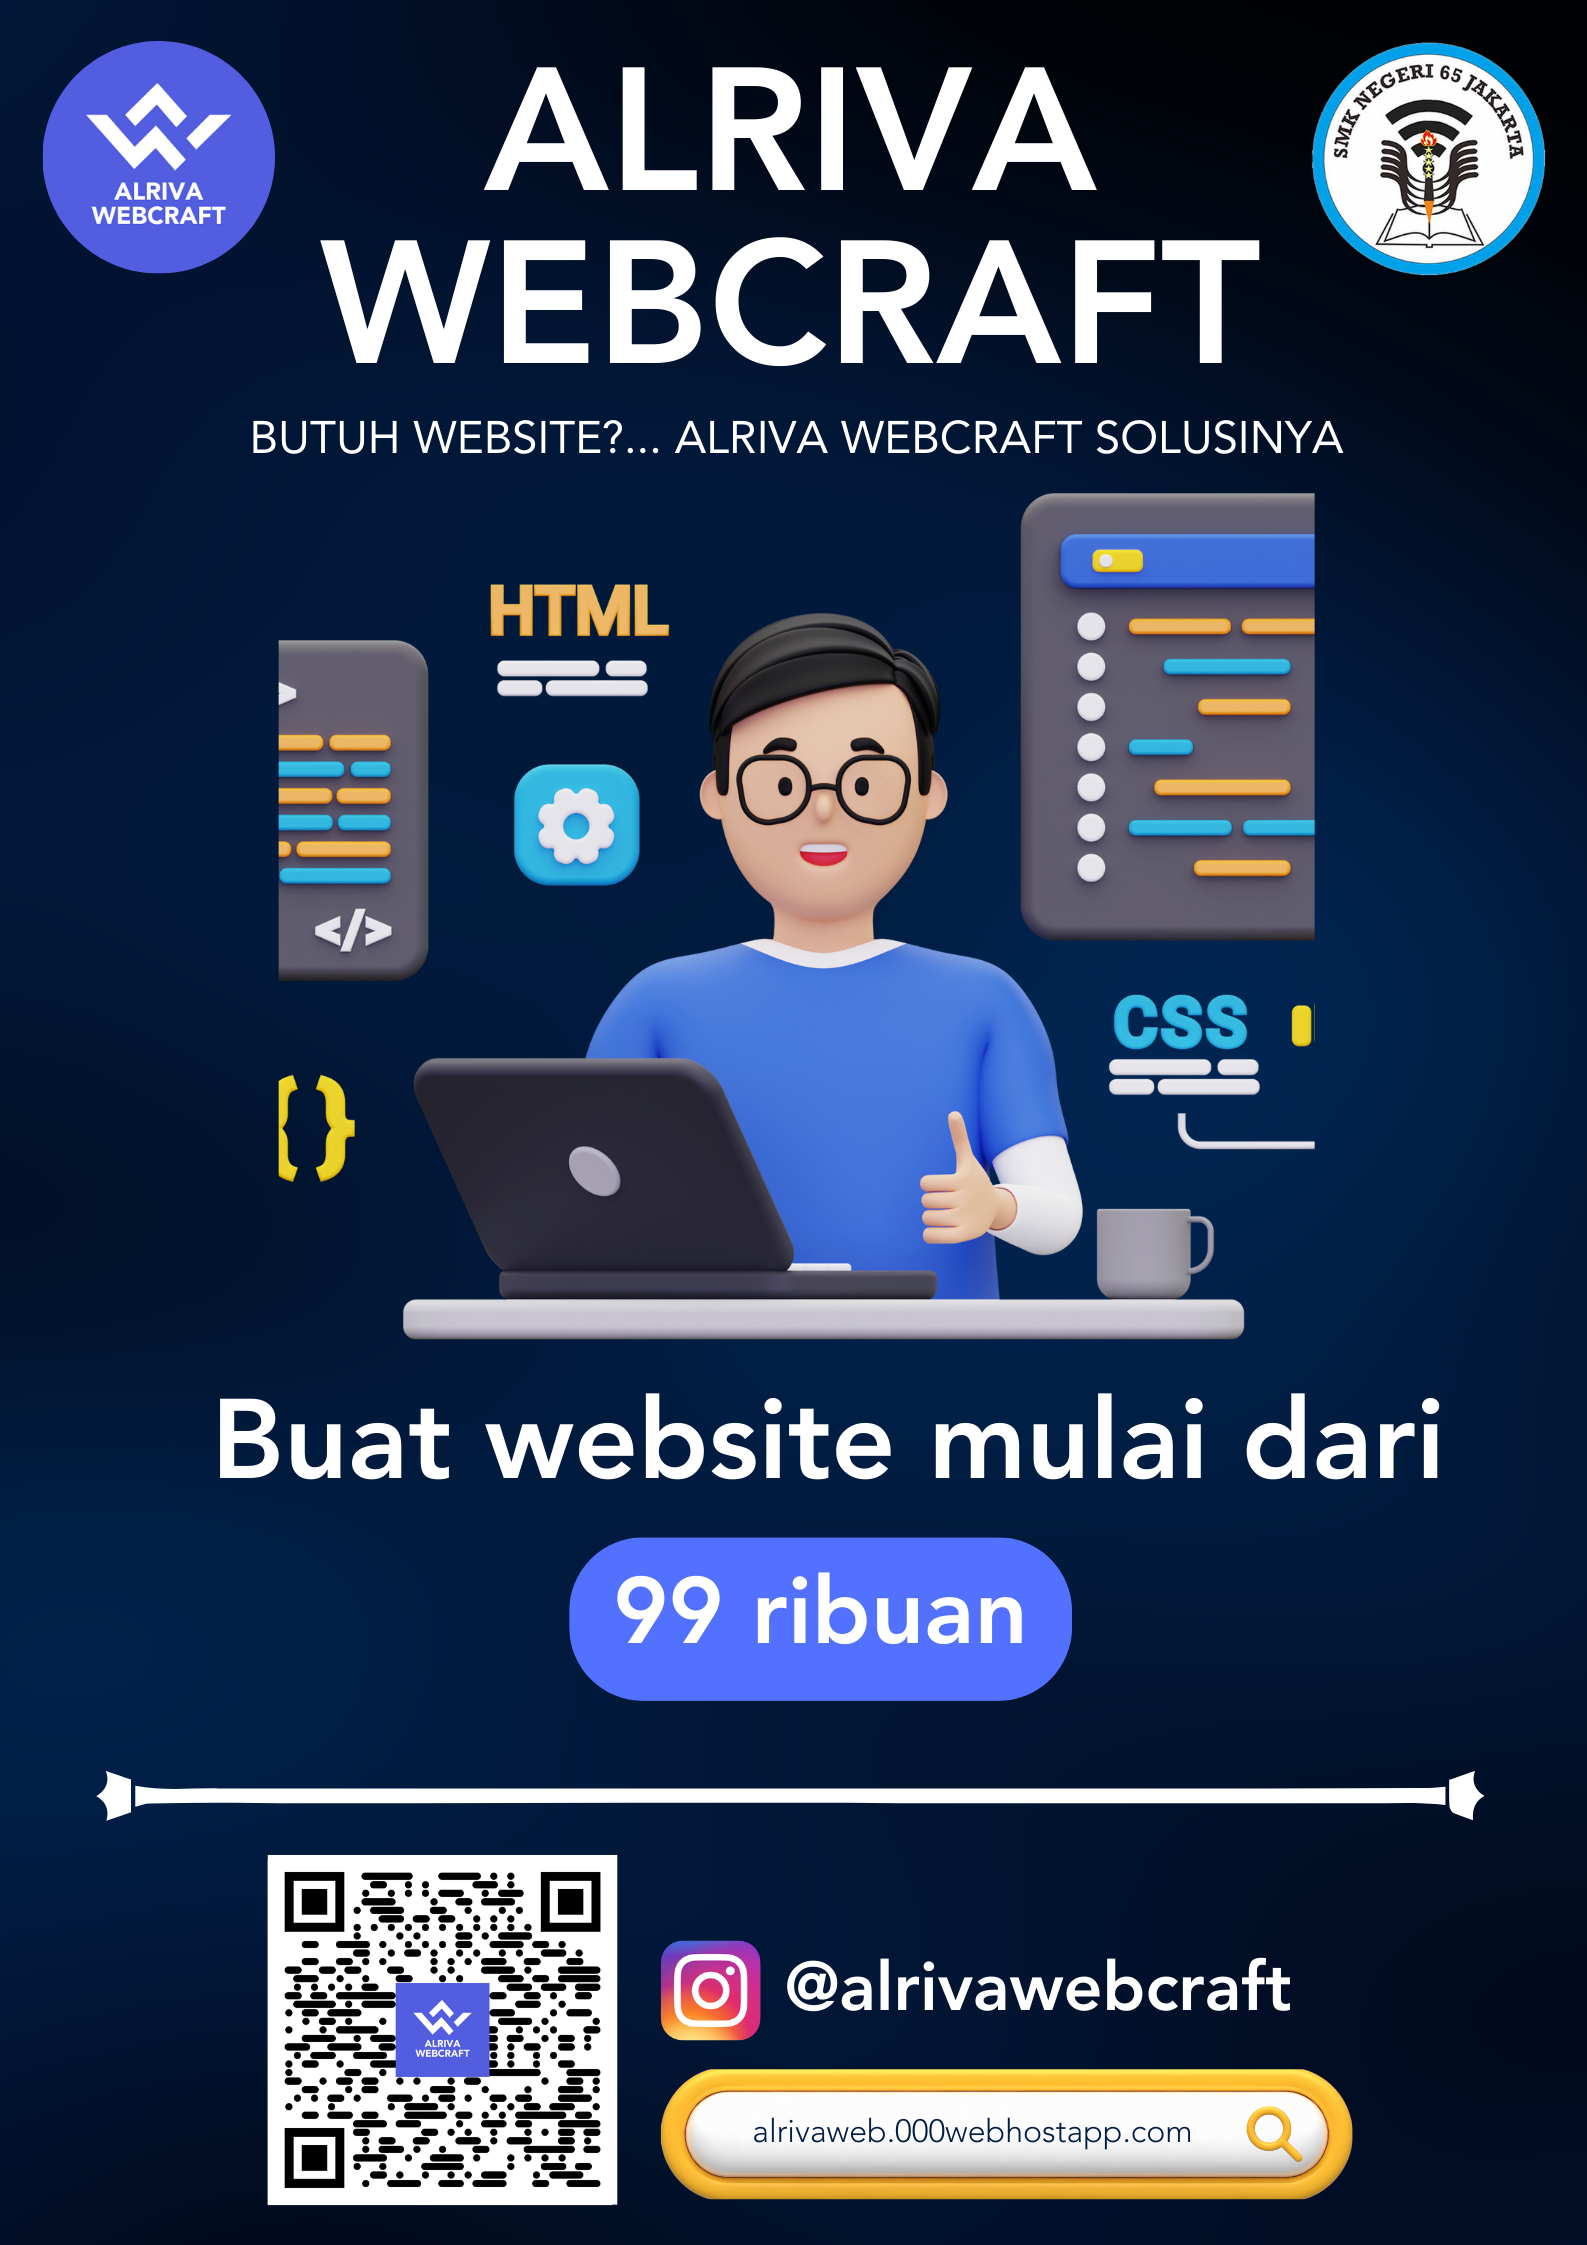 ALRIVA
WEBCRAFT
ALRIVA
WEBCRAFT
SMK NEGERI 65 JAKARTA
BUTUH WEBSITE?... ALRIVA WEBCRAFT SOLUSINYA
HTML
>
</>
CSS
{}
Buat website mulai dari
99 ribuan
ALRIVA
WEBCRAFT
@alrivawebcraft
alrivaweb.000webhostapp.com